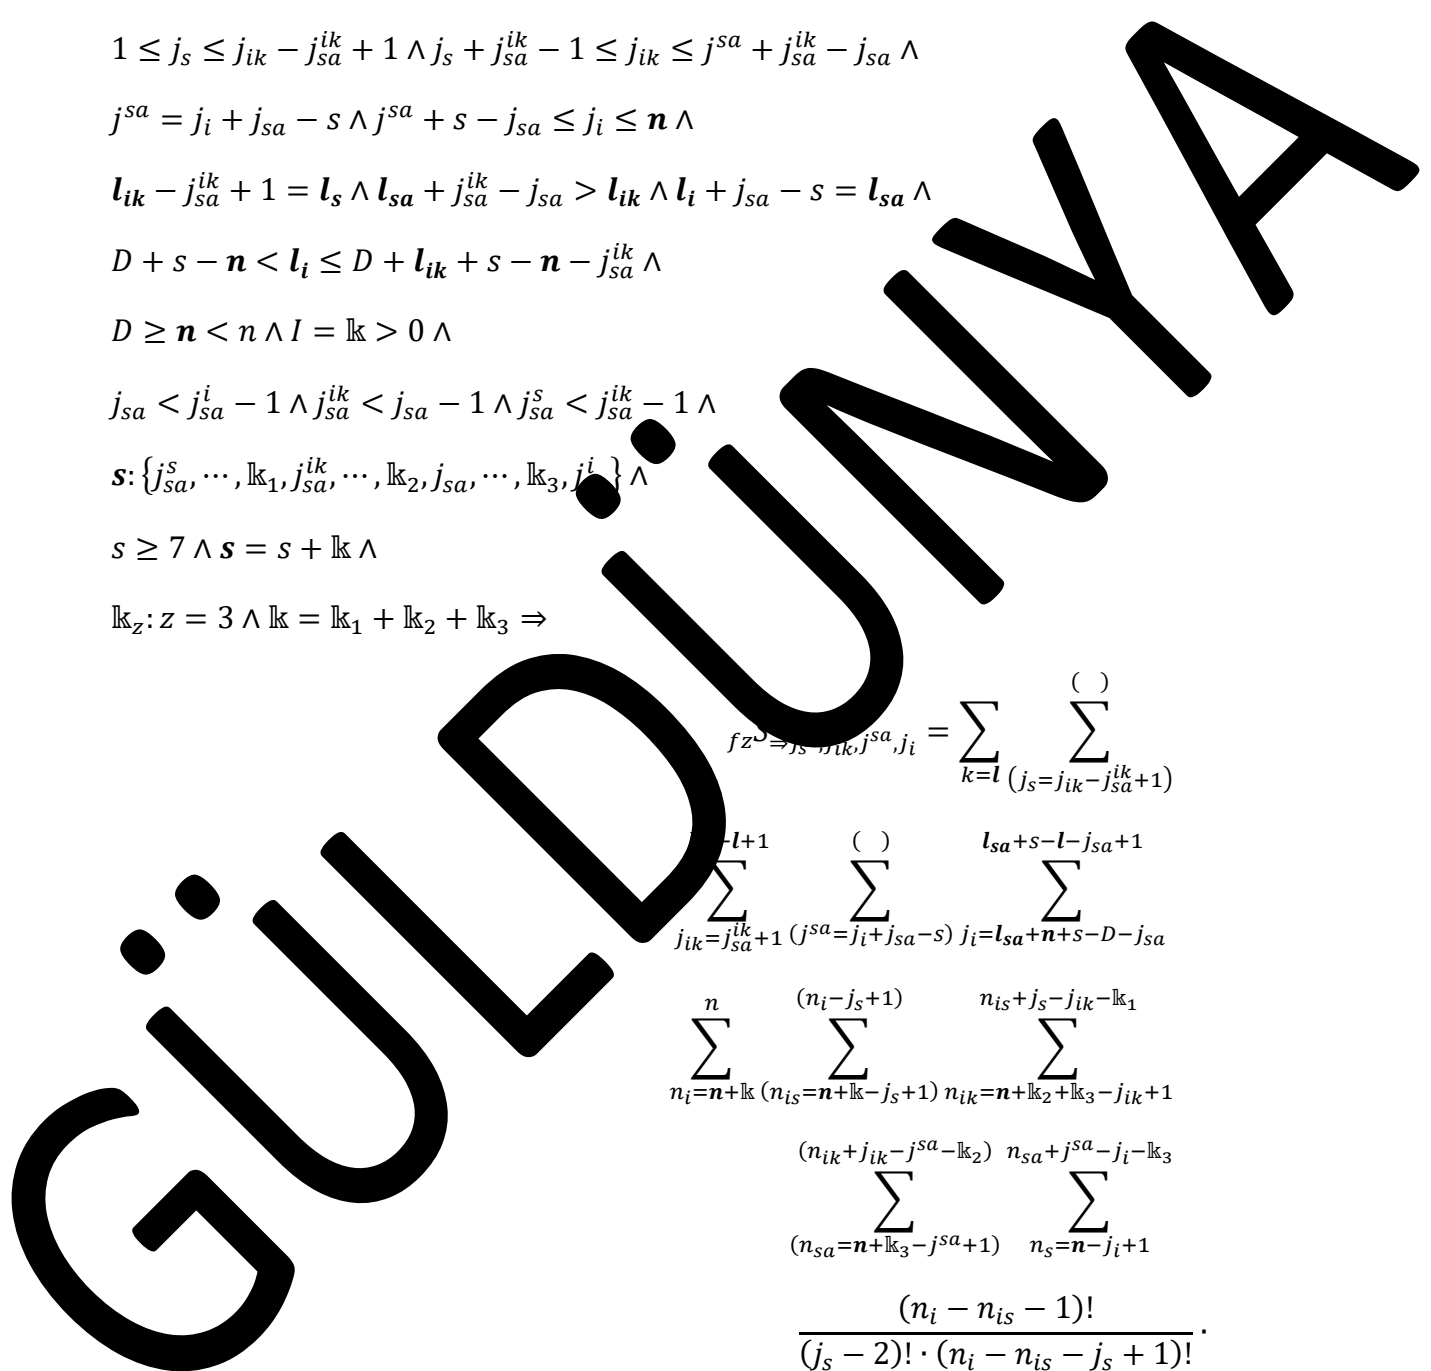 1 ≤ j_s ≤ j_{ik} − j_{sa}^{ik} + 1 ∧ j_s + j_{sa}^{ik} − 1 ≤ j_{ik} ≤ j^{sa} + j_{sa}^{ik} − j_{sa} ∧
j^{sa} = j_i + j_{sa} − s ∧ j^{sa} + s − j_{sa} ≤ j_i ≤ n ∧
l_{ik} − j_{sa}^{ik} + 1 = l_s ∧ l_{sa} + j_{sa}^{ik} − j_{sa} > l_{ik} ∧ l_i + j_{sa} − s = l_{sa} ∧
D + s − n < l_i ≤ D + l_{ik} + s − n − j_{sa}^{ik} ∧
D ≥ n < n ∧ I = 𝕜 > 0 ∧
j_{sa} < j_{sa}^i − 1 ∧ j_{sa}^{ik} < j_{sa} − 1 ∧ j_{sa}^s < j_{sa}^{ik} − 1 ∧
s: {j_{sa}^s, ⋯, 𝕜_1, j_{sa}^{ik}, ⋯, 𝕜_2, j_{sa}, ⋯, 𝕜_3, j^i } ∧
s ≥ 7 ∧ s = s + 𝕜 ∧
𝕜_z: z = 3 ∧ 𝕜 = 𝕜_1 + 𝕜_2 + 𝕜_3 ⇒
( )
fz S ⇒ j_s, j_{ik}, j^{sa}, j_i = ∑ ∑
k=l (j_s=j_{ik}−j_{sa}^{ik}+1)
−l+1 ( ) l_{sa}+s−l−j_{sa}+1
∑ ∑ ∑
j_{ik}=j_{sa}^{ik}+1 (j^{sa}=j_i+j_{sa}−s) j_i=l_{sa}+n+s−D−j_{sa}
n (n_i−j_s+1) n_{is}+j_s−j_{ik}−𝕜_1
∑ ∑ ∑
n_i=n+𝕜 (n_{is}=n+𝕜−j_s+1) n_{ik}=n+𝕜_2+𝕜_3−j_{ik}+1
(n_{ik}+j_{ik}−j^{sa}−𝕜_2) n_{sa}+j^{sa}−j_i−𝕜_3
∑ ∑
(n_{sa}=n+𝕜_3−j^{sa}+1) n_s=n−j_i+1
(n_i − n_{is} − 1)!
(j_s − 2)! · (n_i − n_{is} − j_s + 1)! ·
GÜLDÜNYA